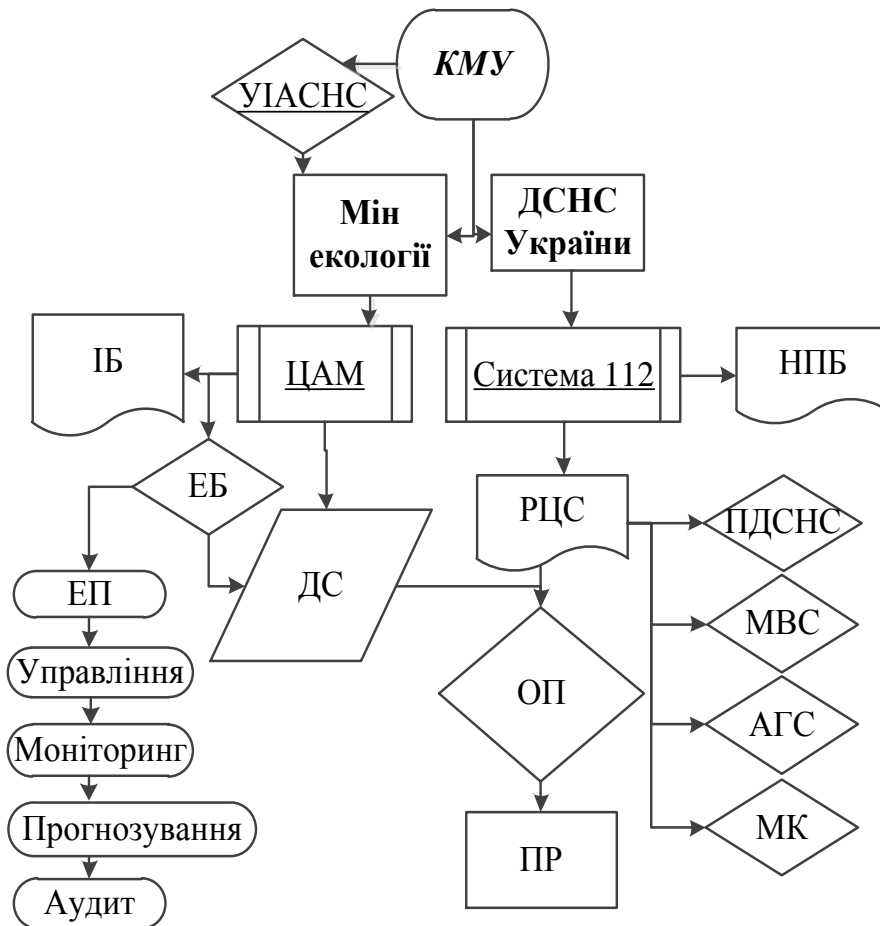 КМУ
УІАСНС
Мін
екології
ДСНС
України
ІБ
ЦАМ
Система 112
НПБ
ЕБ
РЦС
ПДСНС
ДС
ЕП
МВС
Управління
ОП
АГС
Моніторинг
Прогнозування
МК
ПР
Аудит